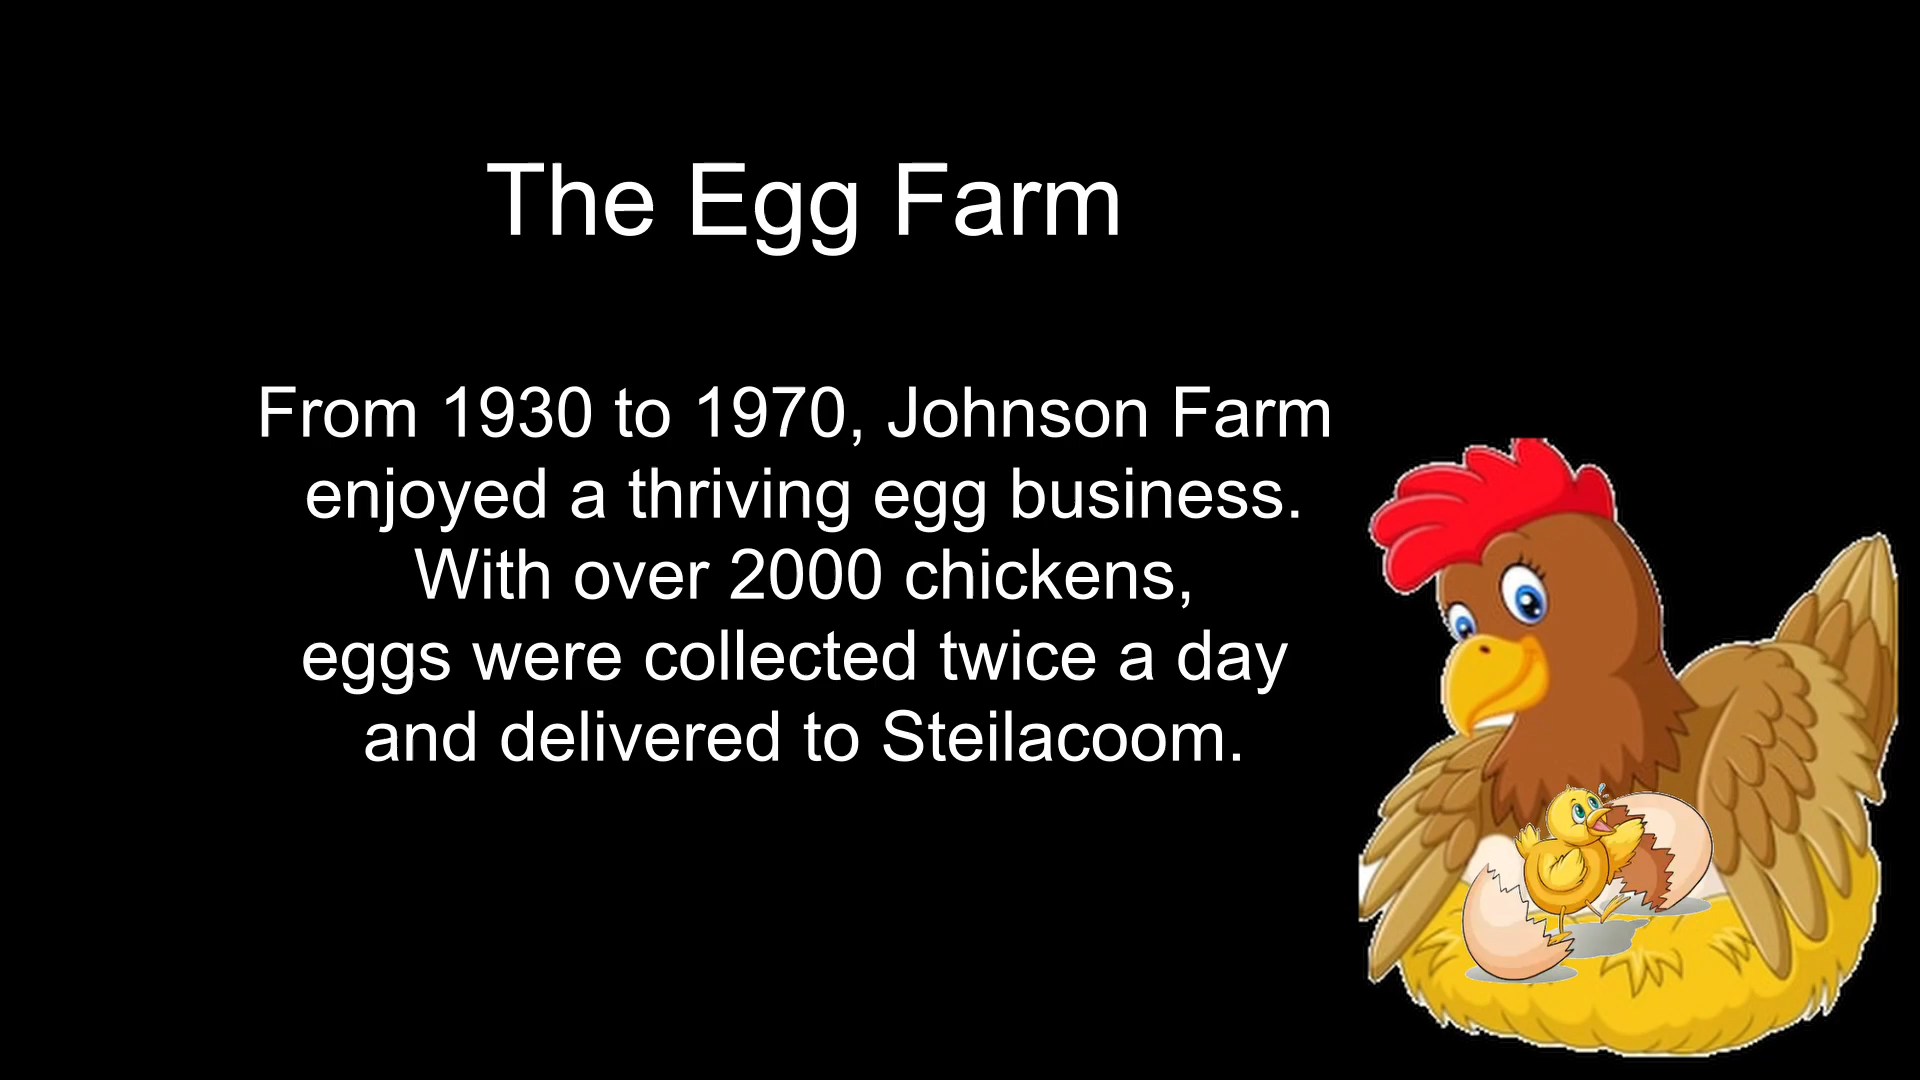 The Egg Farm
From 1930 to 1970, Johnson Farm
enjoyed a thriving egg business.
With over 2000 chickens,
eggs were collected twice a day
and delivered to Steilacoom.